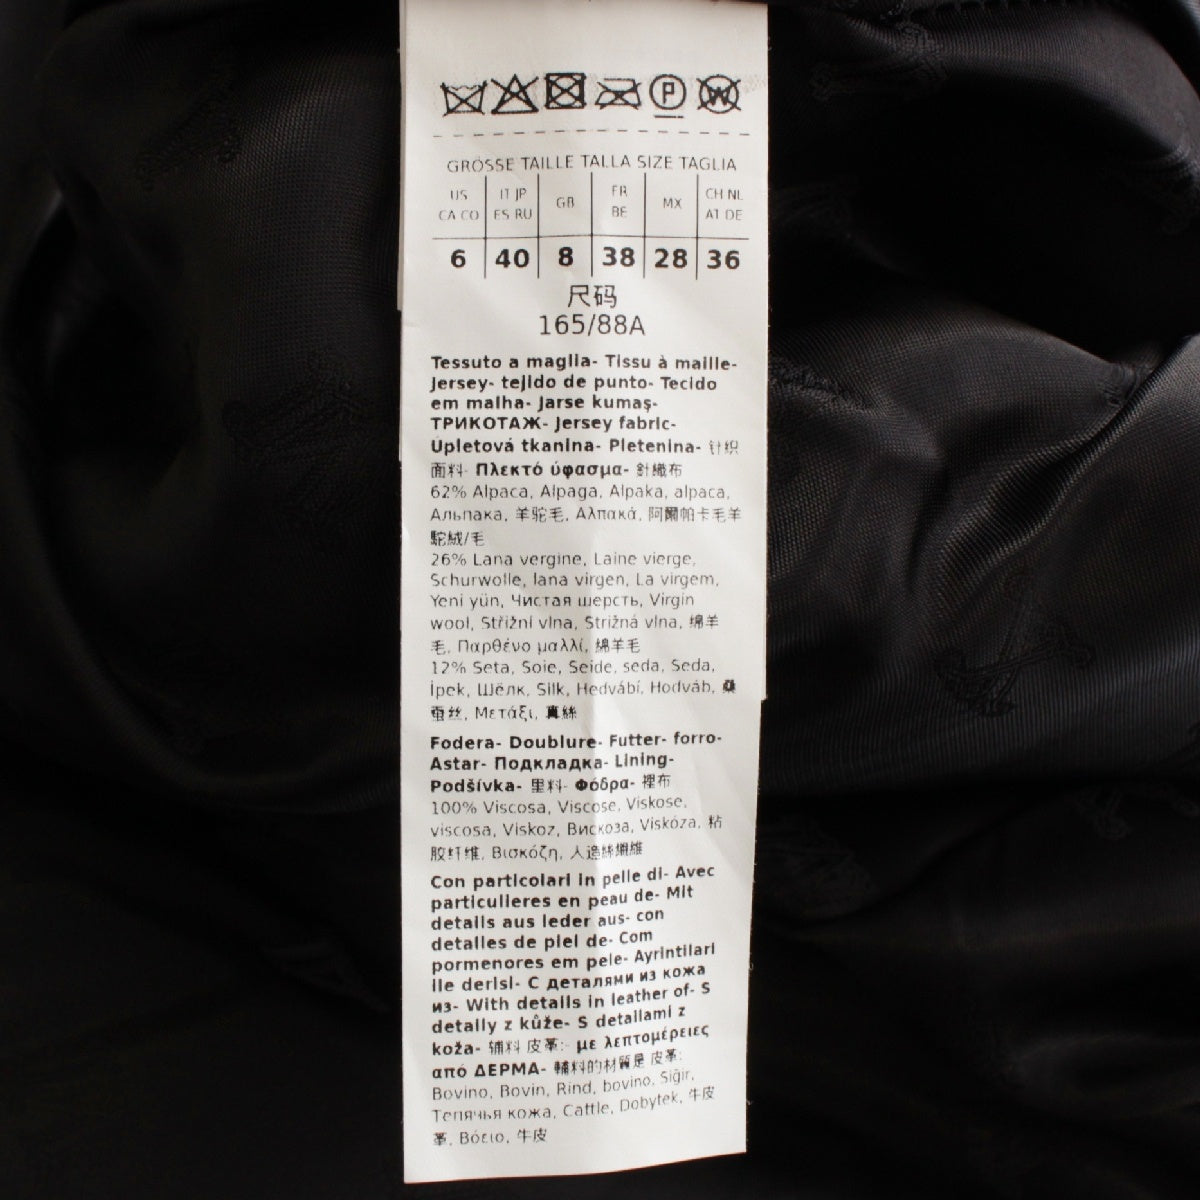 P W
GRÖSSE TAILLE TALLA SIZE TAGLIA
US CA CO IT JP ES RU GB FR BE MX CH NL AT DE
6 40 8 38 28 36
尺码
165/88A
Tessuto a maglia- Tissu à maille-
Jersey- tejido de punto- Tecido
em malha- Jarse kumaş-
ТРИКОТАЖ- Jersey fabric-
Úpletová tkanina- Pletenina- 针织
面料- Πλεκτό ύφασμα- 針織布
62% Alpaca, Alpaga, Alpaka, alpaca,
Альпака, 羊驼毛, Αλπακά, 阿爾帕卡毛羊
駝絨/毛
26% Lana vergine, Laine vierge,
Schurwolle, lana virgen, La virgem,
Yeni yün, Чистая шерсть, Virgin
wool, Střižní vlna, Strižná vlna, 绵羊
毛, Παρθένο μαλλί, 綿羊毛
12% Seta, Soie, Seide, seda, Seda,
İpek, Шёлк, Silk, Hedvábí, Hodváb, 桑
蚕丝, Μετάξι, 真絲
Fodera- Doublure- Futter- forro-
Astar- Подкладка- Lining-
Podšívka- 里料- Φόδρα- 裡布
100% Viscosa, Viscose, Viskose,
viscosa, Viskoz, Вискоза, Viskóza, 粘
胶纤维, Βισκόζη, 人造絲纖維
Con particolari in pelle di- Avec
particulieres en peau de- Mit
details aus leder aus- con
detalles de piel de- Com
pormenores em pele- Ayrintilari
ile derisi- С деталями из кожа
из- With details in leather of- S
detaily z kůže- S detailami z
koža- 辅料 皮革:- με λεπτομέρειες
από ΔΕΡΜΑ- 輔料的材質是 皮革:
Bovino, Bovin, Rind, bovino, Siğir,
Телячья кожа, Cattle, Dobytek, 牛皮
革, Βόειο, 牛皮